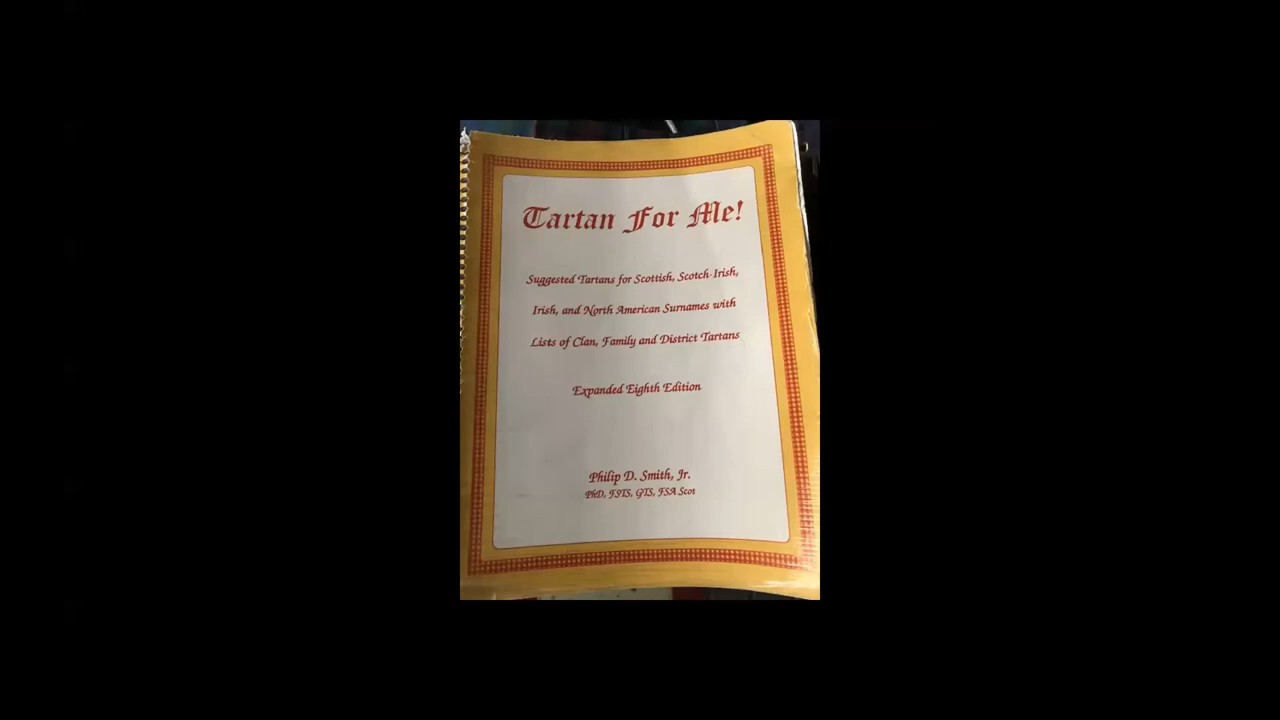 Tartan For Me!
Suggested Tartans for Scottish, Scotch-Irish,
Irish, and North American Surnames with
Lists of Clan, Family and District Tartans
Expanded Eighth Edition
Philip D. Smith, Jr.
PhD, FSTS, GTS, FSA Scot